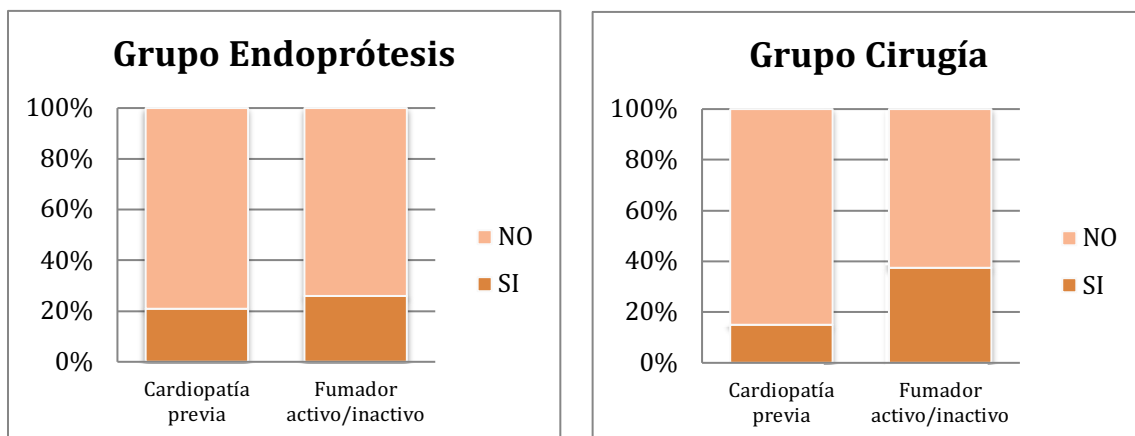 Grupo Endoprótesis
100%
80%
60%
40%
20%
0%
Cardiopatía
previa
Fumador
activo/inactivo
NO
SI
Grupo Cirugía
100%
80%
60%
40%
20%
0%
Cardiopatía
previa
Fumador
activo/inactivo
NO
SI